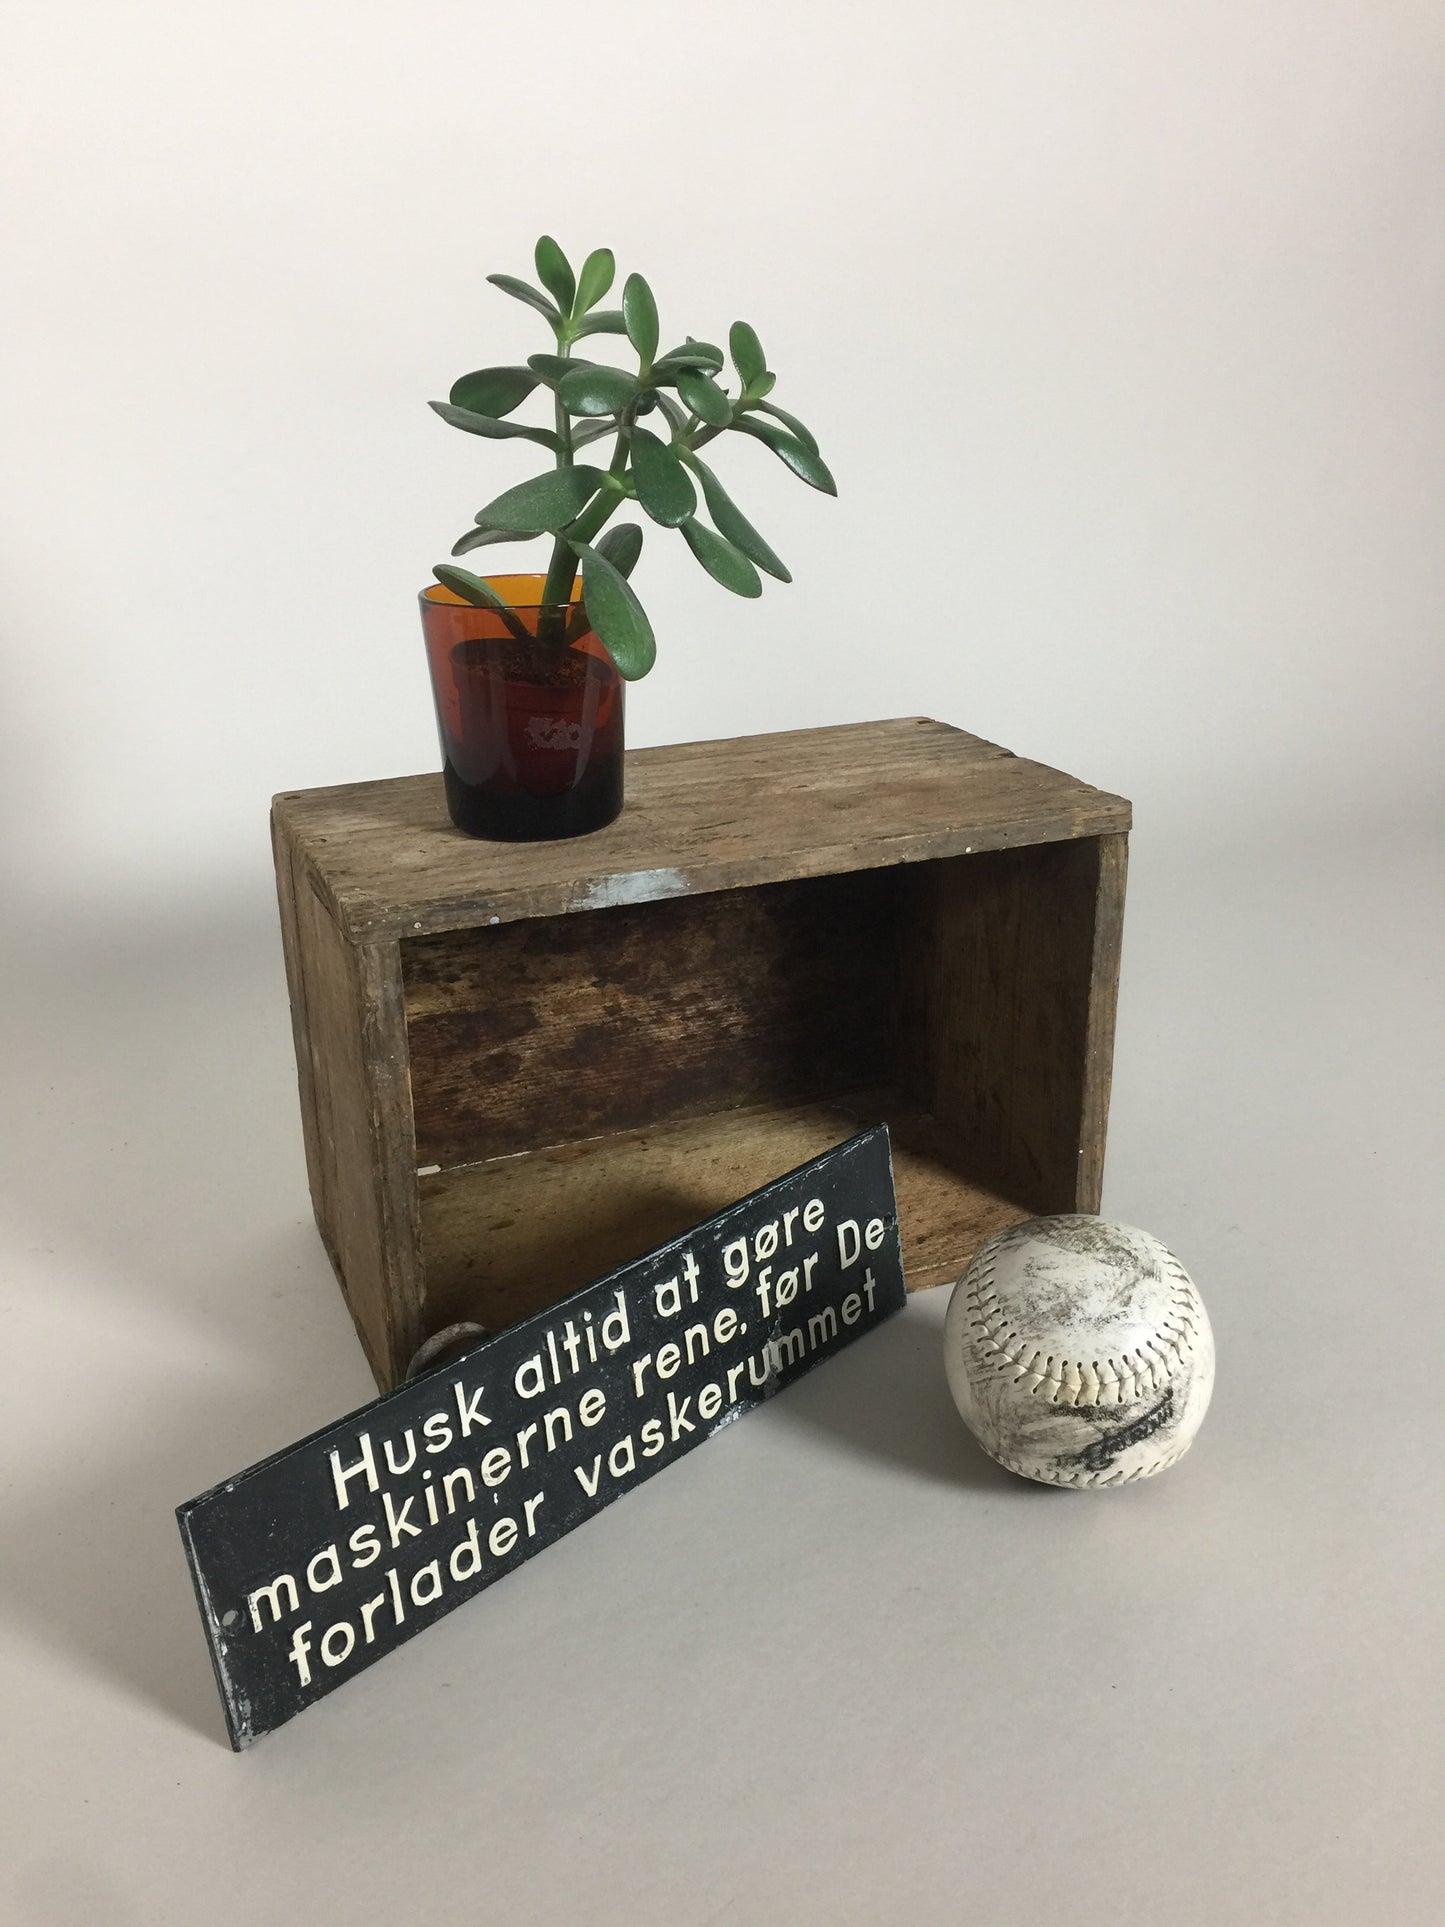 Husk altid at gøre
maskinerne rene, før De
forlader vaskerummet